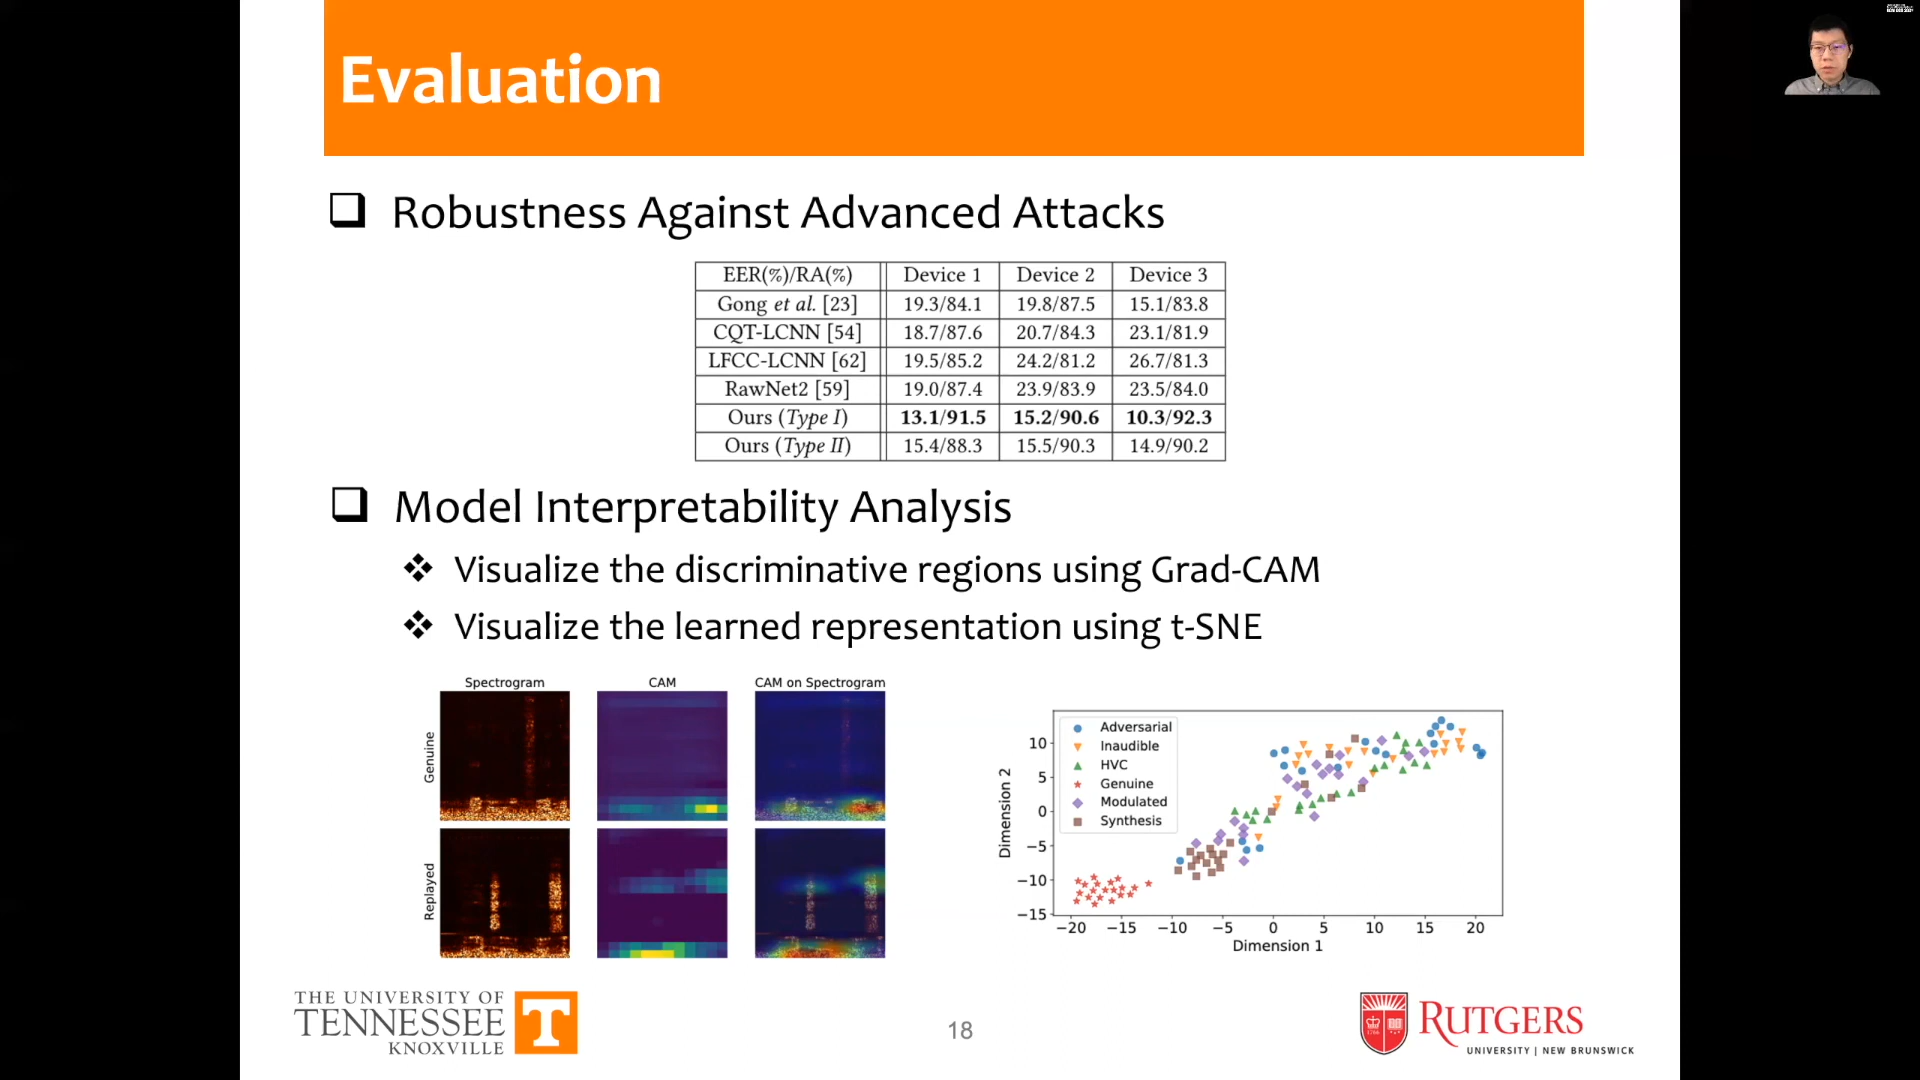 Evaluation
Robustness Against Advanced Attacks
EER(%)/RA(%) Device 1 Device 2 Device 3
Gong et al. [23] 19.3/84.1 19.8/87.5 15.1/83.8
CQT-LCNN [54] 18.7/87.6 20.7/84.3 23.1/81.9
LFCC-LCNN [62] 19.5/85.2 24.2/81.2 26.7/81.3
RawNet2 [59] 19.0/87.4 23.9/83.9 23.5/84.0
Ours (Type I) 13.1/91.5 15.2/90.6 10.3/92.3
Ours (Type II) 15.4/88.3 15.5/90.3 14.9/90.2
Model Interpretability Analysis
Visualize the discriminative regions using Grad-CAM
Visualize the learned representation using t-SNE
Spectrogram CAM CAM on Spectrogram
Genuine
Replayed
Adversarial
Inaudible
HVC
Genuine
Modulated
Synthesis
Dimension 2
10
5
0
−5
−10
−15
−20 −15 −10 −5 0 5 10 15 20
Dimension 1
THE UNIVERSITY OF
TENNESSEE
KNOXVILLE
T
18
1766
RUTGERS
UNIVERSITY | NEW BRUNSWICK